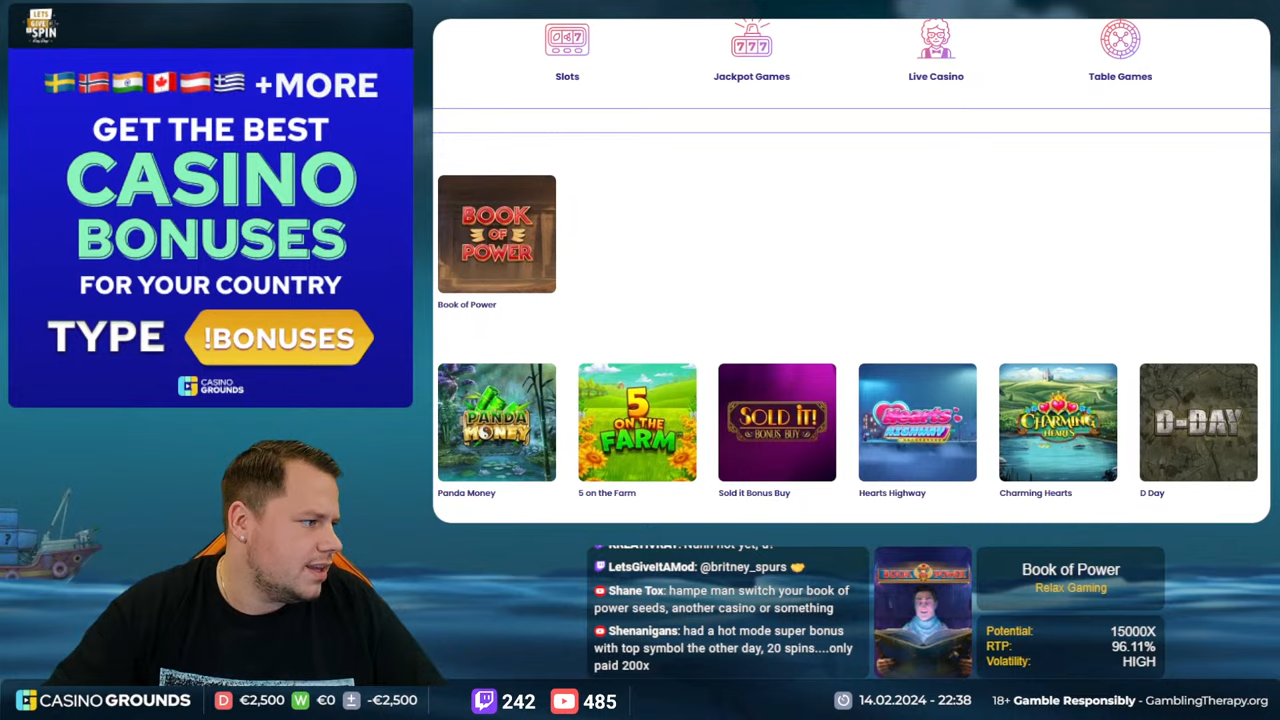 LETS
GIVE IT A
SPIN
+MORE
GET THE BEST
CASINO
BONUSES
FOR YOUR COUNTRY
TYPE !BONUSES
CASINO
GROUNDS
Slots
Jackpot Games
Live Casino
Table Games
BOOK
OF
POWER
Book of Power
PANDA
MONEY
5
ON THE
FARM
SOLD IT!
BONUS BUY
Hearts
HIGHWAY
CHARMING
HEARTS
D-DAY
Panda Money
5 on the Farm
Sold it Bonus Buy
Hearts Highway
Charming Hearts
D Day
LetsGiveItAMod: @britney_spurs
Shane Tox: hampe man switch your book of
power seeds, another casino or something
Shenanigans: had a hot mode super bonus
with top symbol the other day, 20 spins....only
paid 200x
BOOK OF POWER
Book of Power
Relax Gaming
Potential: 15000X
RTP: 96.11%
Volatility: HIGH
CASINOGROUNDS
D €2,500 W €0 ± -€2,500
242
485
14.02.2024 - 22:38
18+ Gamble Responsibly - GamblingTherapy.org